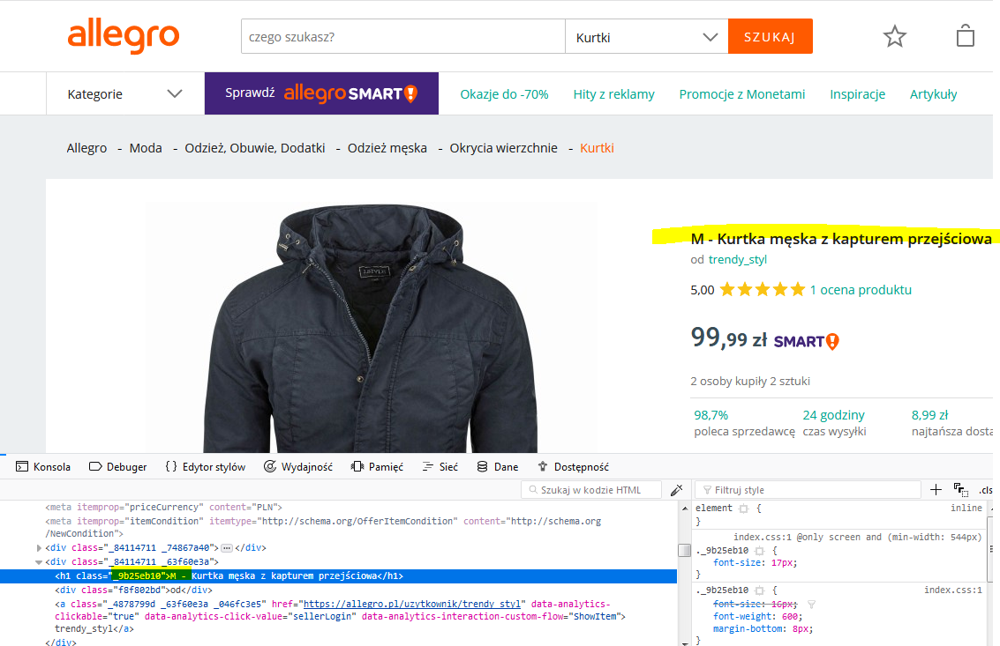 allegro
czego szukasz?
Kurtki
SZUKAJ
Kategorie
Sprawdź allegro SMART!
Okazje do -70%
Hity z reklamy
Promocje z Monetami
Inspiracje
Artykuły
Allegro - Moda - Odzież, Obuwie, Dodatki - Odzież męska - Okrycia wierzchnie - Kurtki
M - Kurtka męska z kapturem przejściowa
od trendy_styl
5,00 1 ocena produktu
99,99 zł SMART!
2 osoby kupiły 2 sztuki
98,7% 24 godziny 8,99 zł
poleca sprzedawcę czas wysyłki najtańsza dosta
Konsola Debuger { } Edytor stylów Wydajność Pamięć Sieć Dane Dostępność
Szukaj w kodzie HTML
Filtruj style
.cls
<meta itemprop="priceCurrency" content="PLN">
<meta itemprop="itemCondition" itemtype="http://schema.org/OfferItemCondition" content="http://schema.org
/NewCondition">
<div class="_84114711 _74867a40"> ... </div>
<div class="_84114711 _63f60e3a">
<h1 class="_9b25eb10">M - Kurtka męska z kapturem przejściowa</h1>
<div class="f8f802bd">od</div>
<a class="_4878799d _63f60e3a _046fc3e5" href="https://allegro.pl/uzytkownik/trendy_styl" data-analytics-
clickable="true" data-analytics-click-value="sellerLogin" data-analytics-interaction-custom-flow="ShowItem">
trendy_styl</a>
</div>
element { inline
}
index.css:1 @only screen and (min-width: 544px)
._9b25eb10 {
font-size: 17px;
}
._9b25eb10 { index.css:1
font-size: 16px;
font-weight: 600;
margin-bottom: 8px;
}